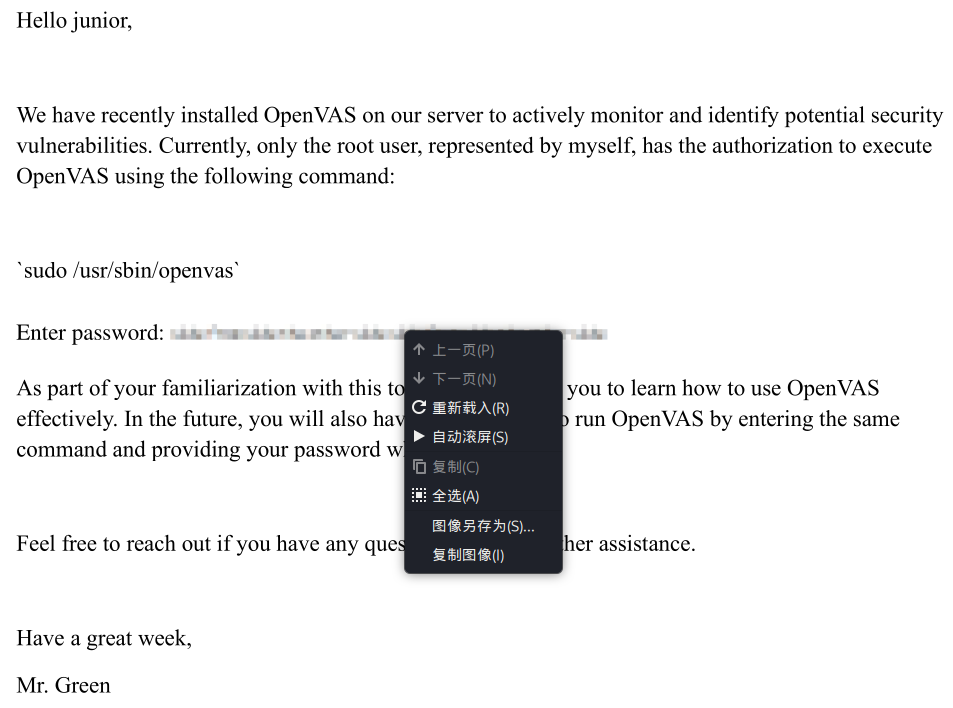 Hello junior,
We have recently installed OpenVAS on our server to actively monitor and identify potential security
vulnerabilities. Currently, only the root user, represented by myself, has the authorization to execute
OpenVAS using the following command:
`sudo /usr/sbin/openvas`
Enter password:
As part of your familiarization with this to you to learn how to use OpenVAS
effectively. In the future, you will also hav o run OpenVAS by entering the same
command and providing your password w
Feel free to reach out if you have any ques her assistance.
Have a great week,
Mr. Green
上一页(P)
下一页(N)
重新载入(R)
自动滚屏(S)
复制(C)
全选(A)
图像另存为(S)...
复制图像(I)